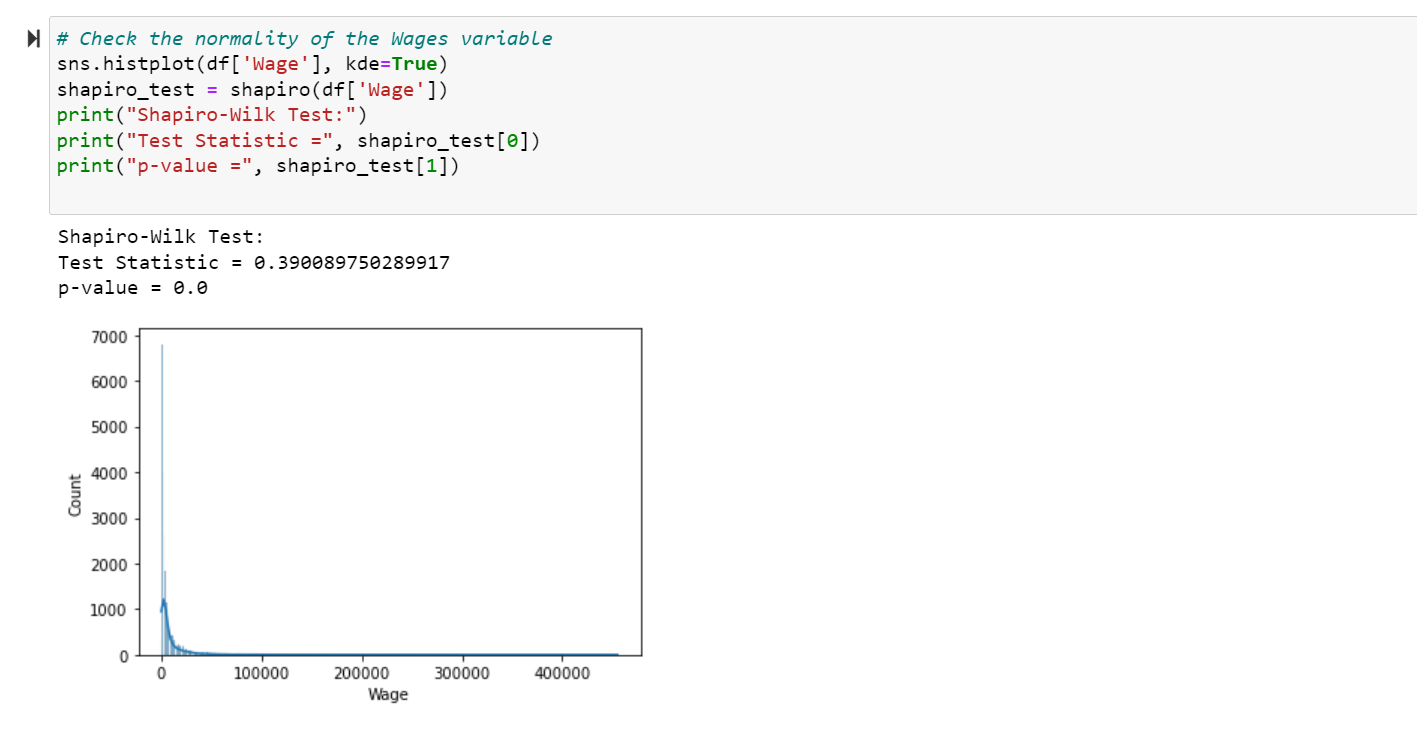 # Check the normality of the Wages variable
sns.histplot(df['Wage'], kde=True)
shapiro_test = shapiro(df['Wage'])
print("Shapiro-Wilk Test:")
print("Test Statistic =", shapiro_test[0])
print("p-value =", shapiro_test[1])
Shapiro-Wilk Test:
Test Statistic = 0.390089750289917
p-value = 0.0
7000
6000
5000
4000
3000
2000
1000
0
Count
0 100000 200000 300000 400000
Wage